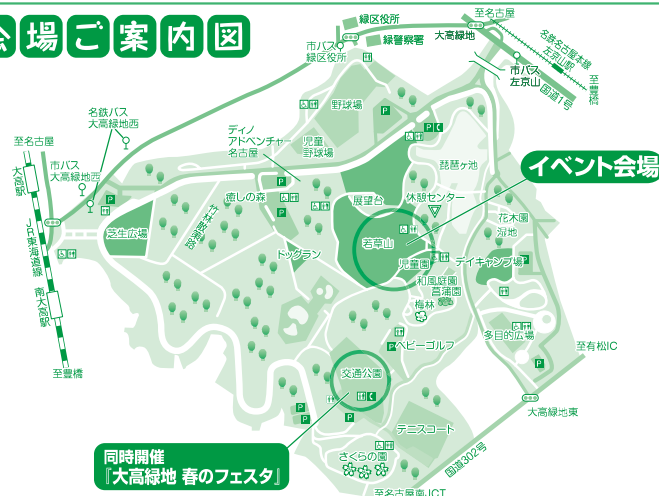 会場ご案内図
緑区役所
緑警察署
市バス
緑区役所
至名古屋
大高緑地
名鉄名古屋本線
左京山駅
市バス
左京山
国道1号
至豊橋
名鉄バス
大高緑地西
至名古屋
市バス
大高緑地西
大高駅
JR東海道線
南大高駅
至豊橋
ディノ
アドベンチャー
名古屋
野球場
児童
野球場
琵琶ヶ池
イベント会場
展望台
休憩センター
癒しの森
竹林散策路
芝生広場
ドッグラン
若草山
児童園
花木園
湿地
デイキャンプ場
和風庭園
菖蒲園
梅林
多目的広場
ベビーゴルフ
至有松IC
交通公園
大高緑地東
テニスコート
さくらの園
国道302号
至名古屋南JCT
同時開催
『大高緑地 春のフェスタ』
P
P
P
P
P
P
P
P
P
P
P
P